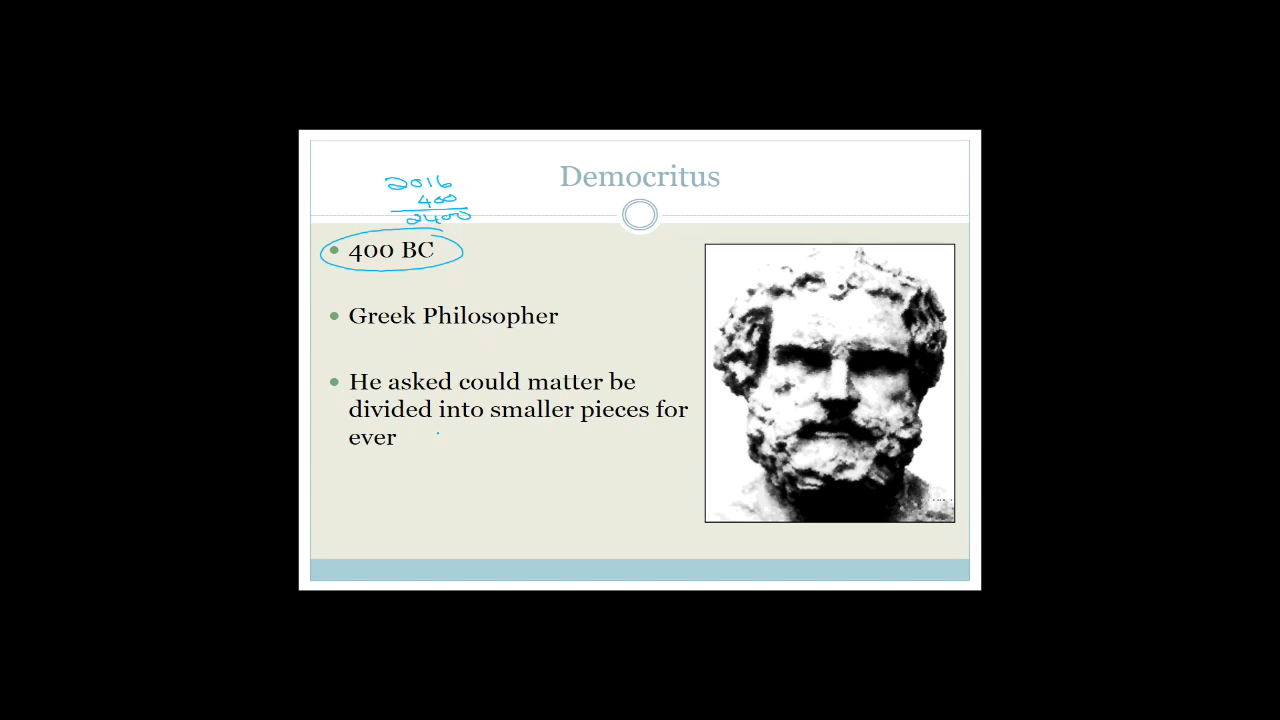 Democritus
2016
400
2400
400 BC
Greek Philosopher
He asked could matter be
divided into smaller pieces for
ever